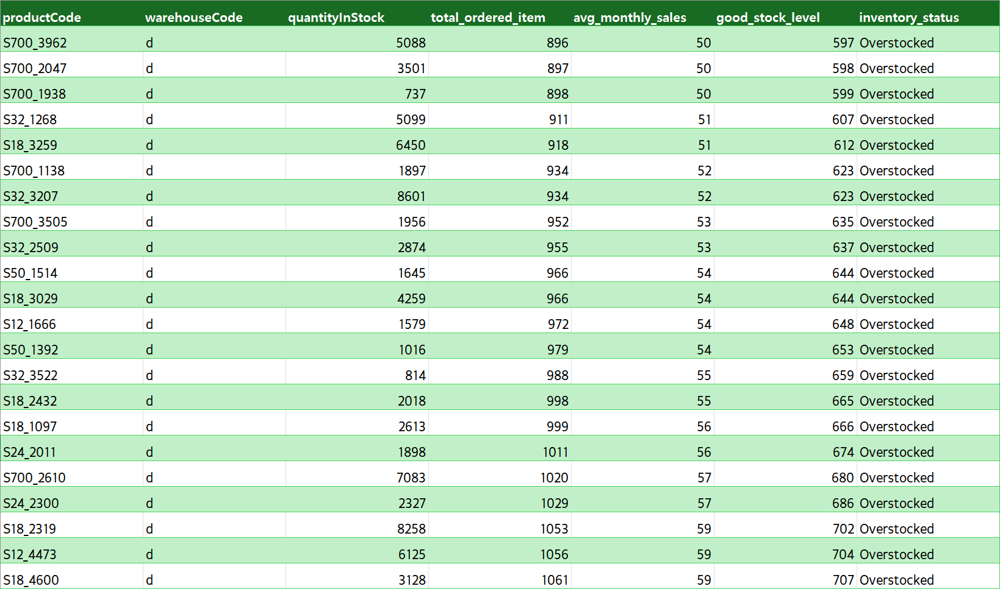 productCode warehouseCode quantityInStock total_ordered_item avg_monthly_sales good_stock_level inventory_status
S700_3962 d 5088 896 50 597 Overstocked
S700_2047 d 3501 897 50 598 Overstocked
S700_1938 d 737 898 50 599 Overstocked
S32_1268 d 5099 911 51 607 Overstocked
S18_3259 d 6450 918 51 612 Overstocked
S700_1138 d 1897 934 52 623 Overstocked
S32_3207 d 8601 934 52 623 Overstocked
S700_3505 d 1956 952 53 635 Overstocked
S32_2509 d 2874 955 53 637 Overstocked
S50_1514 d 1645 966 54 644 Overstocked
S18_3029 d 4259 966 54 644 Overstocked
S12_1666 d 1579 972 54 648 Overstocked
S50_1392 d 1016 979 54 653 Overstocked
S32_3522 d 814 988 55 659 Overstocked
S18_2432 d 2018 998 55 665 Overstocked
S18_1097 d 2613 999 56 666 Overstocked
S24_2011 d 1898 1011 56 674 Overstocked
S700_2610 d 7083 1020 57 680 Overstocked
S24_2300 d 2327 1029 57 686 Overstocked
S18_2319 d 8258 1053 59 702 Overstocked
S12_4473 d 6125 1056 59 704 Overstocked
S18_4600 d 3128 1061 59 707 Overstocked